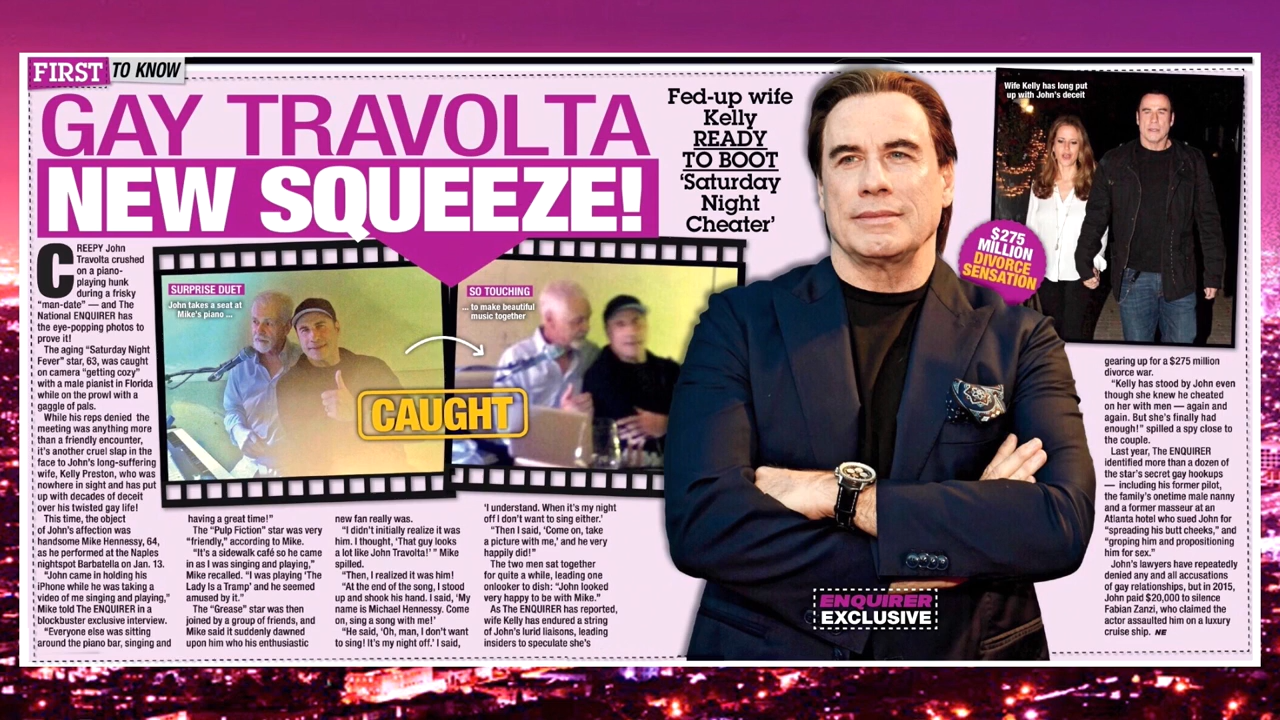 FIRST TO KNOW
GAY TRAVOLTA
NEW SQUEEZE!
Fed-up wife
Kelly
READY
TO BOOT
‘Saturday
Night
Cheater’
Wife Kelly has long put
up with John’s deceit
$275
MILLION
DIVORCE
SENSATION
SURPRISE DUET
John takes a seat at
Mike’s piano ...
SO TOUCHING
... to make beautiful
music together
CAUGHT
CREEPY John
Travolta crushed
on a piano-
playing hunk
during a frisky
“man-date” — and The
National ENQUIRER has
the eye-popping photos to
prove it!
The aging “Saturday Night
Fever” star, 63, was caught
on camera “getting cozy”
with a male pianist in Florida
while on the prowl with a
gaggle of pals.
While his reps denied the
meeting was anything more
than a friendly encounter,
it’s another cruel slap in the
face to John’s long-suffering
wife, Kelly Preston, who was
nowhere in sight and has put
up with decades of deceit
over his twisted gay life!
This time, the object
of John’s affection was
handsome Mike Hennessy, 64,
as he performed at the Naples
nightspot Barbatella on Jan. 13.
“John came in holding his
iPhone while he was taking a
video of me singing and playing,”
Mike told The ENQUIRER in a
blockbuster exclusive interview.
“Everyone else was sitting
around the piano bar, singing and
having a great time!”
The “Pulp Fiction” star was very
“friendly,” according to Mike.
“It’s a sidewalk café so he came
in as I was singing and playing,”
Mike recalled. “I was playing ‘The
Lady Is a Tramp’ and he seemed
amused by it.”
The “Grease” star was then
joined by a group of friends, and
Mike said it suddenly dawned
upon him who his enthusiastic
new fan really was.
“I didn’t initially realize it was
him. I thought, ‘That guy looks
a lot like John Travolta!’ ” Mike
spilled.
“Then, I realized it was him!
“At the end of the song, I stood
up and shook his hand. I said, ‘My
name is Michael Hennessy. Come
on, sing a song with me!’
“He said, ‘Oh, man, I don’t want
to sing! It’s my night off.’ I said,
‘I understand. When it’s my night
off I don’t want to sing either.’
“Then I said, ‘Come on, take
a picture with me,’ and he very
happily did!”
The two men sat together
for quite a while, leading one
onlooker to dish: “John looked
very happy to be with Mike.”
As The ENQUIRER has reported,
wife Kelly has endured a string
of John’s lurid liaisons, leading
insiders to speculate she’s
gearing up for a $275 million
divorce war.
“Kelly has stood by John even
though she knew he cheated
on her with men — again and
again. But she’s finally had
enough!” spilled a spy close to
the couple.
Last year, The ENQUIRER
identified more than a dozen of
the star’s secret gay hookups
— including his former pilot,
the family’s onetime male nanny
and a former masseur at an
Atlanta hotel who sued John for
“spreading his butt cheeks,” and
“groping him and propositioning
him for sex.”
John’s lawyers have repeatedly
denied any and all accusations
of gay relationships, but in 2015,
John paid $20,000 to silence
Fabian Zanzi, who claimed the
actor assaulted him on a luxury
cruise ship. NE
ENQUIRER
EXCLUSIVE